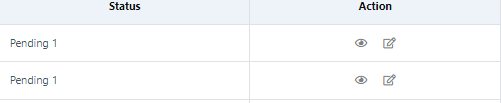 Status Action
Pending 1
Pending 1